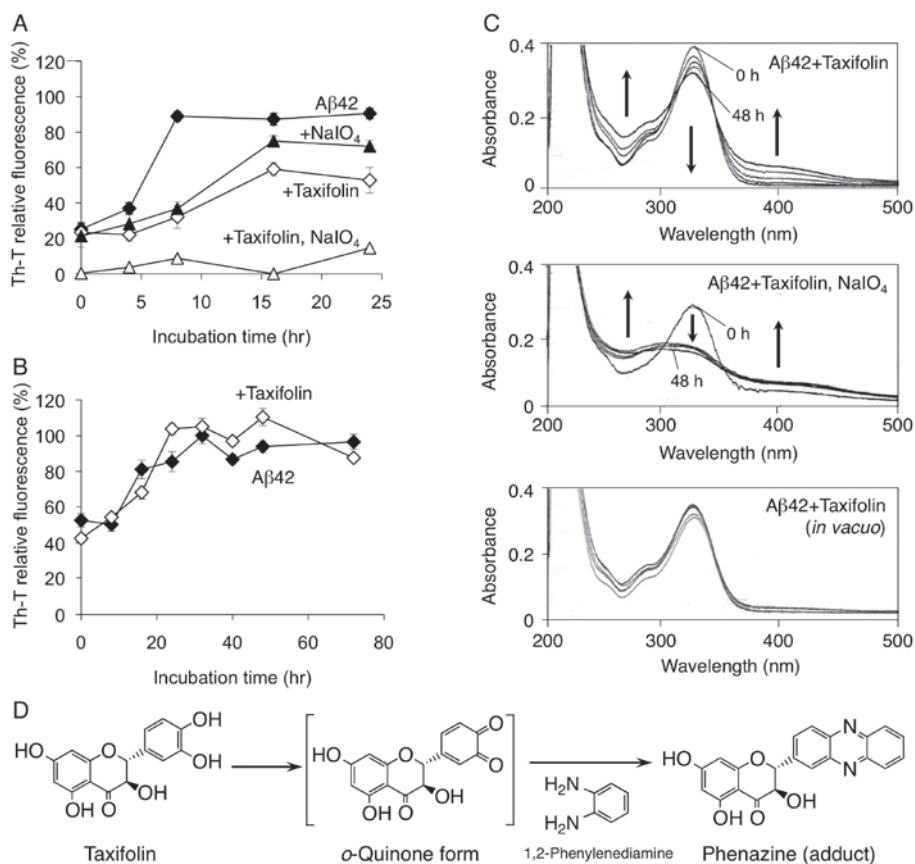 A
Th-T relative fluorescence (%)
120
100
80
60
40
20
0
Aβ42
+NaIO4
+Taxifolin
+Taxifolin, NaIO4
0 5 10 15 20 25
Incubation time (hr)
B
Th-T relative fluorescence (%)
120
100
80
60
40
20
0
+Taxifolin
Aβ42
0 20 40 60 80
Incubation time (hr)
C
Absorbance
0.4
0.2
0
Aβ42+Taxifolin
0 h
48 h
200 300 400 500
Wavelength (nm)
Absorbance
0.4
0.2
0
Aβ42+Taxifolin, NaIO4
0 h
48 h
200 300 400 500
Wavelength (nm)
Absorbance
0.4
0.2
0
Aβ42+Taxifolin
(in vacuo)
200 300 400 500
Wavelength (nm)
D
HO O OH OH OH O OH
Taxifolin
HO O O O OH O OH
o-Quinone form
H2N
H2N
1,2-Phenylenediamine
HO O N N OH O OH
Phenazine (adduct)